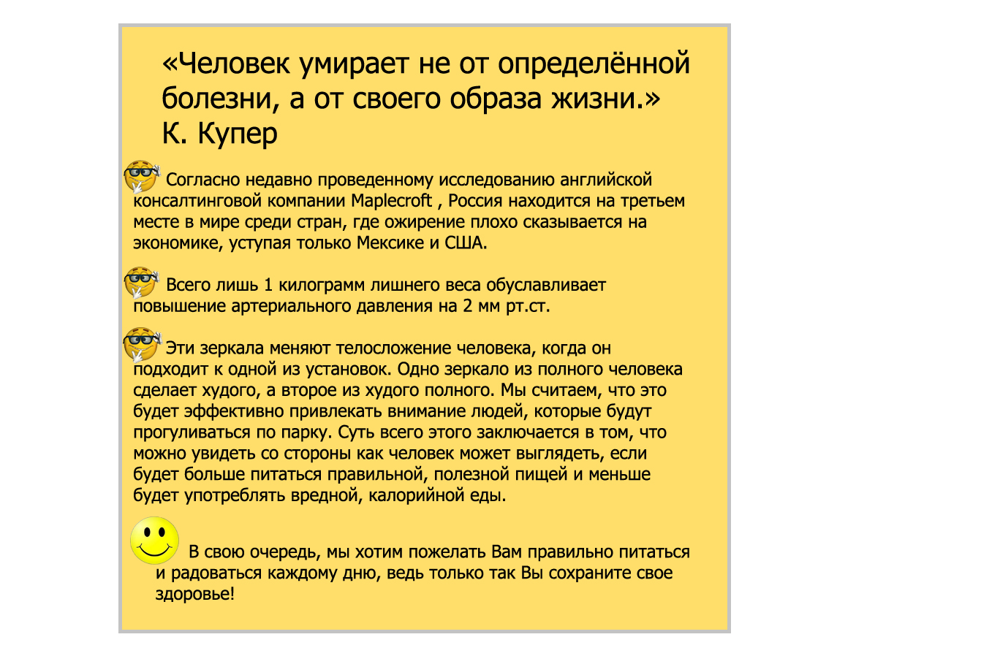 «Человек умирает не от определённой
болезни, а от своего образа жизни.»
К. Купер
Согласно недавно проведенному исследованию английской
консалтинговой компании Maplecroft , Россия находится на третьем
месте в мире среди стран, где ожирение плохо сказывается на
экономике, уступая только Мексике и США.
Всего лишь 1 килограмм лишнего веса обуславливает
повышение артериального давления на 2 мм рт.ст.
Эти зеркала меняют телосложение человека, когда он
подходит к одной из установок. Одно зеркало из полного человека
сделает худого, а второе из худого полного. Мы считаем, что это
будет эффективно привлекать внимание людей, которые будут
прогуливаться по парку. Суть всего этого заключается в том, что
можно увидеть со стороны как человек может выглядеть, если
будет больше питаться правильной, полезной пищей и меньше
будет употреблять вредной, калорийной еды.
В свою очередь, мы хотим пожелать Вам правильно питаться
и радоваться каждому дню, ведь только так Вы сохраните свое
здоровье!